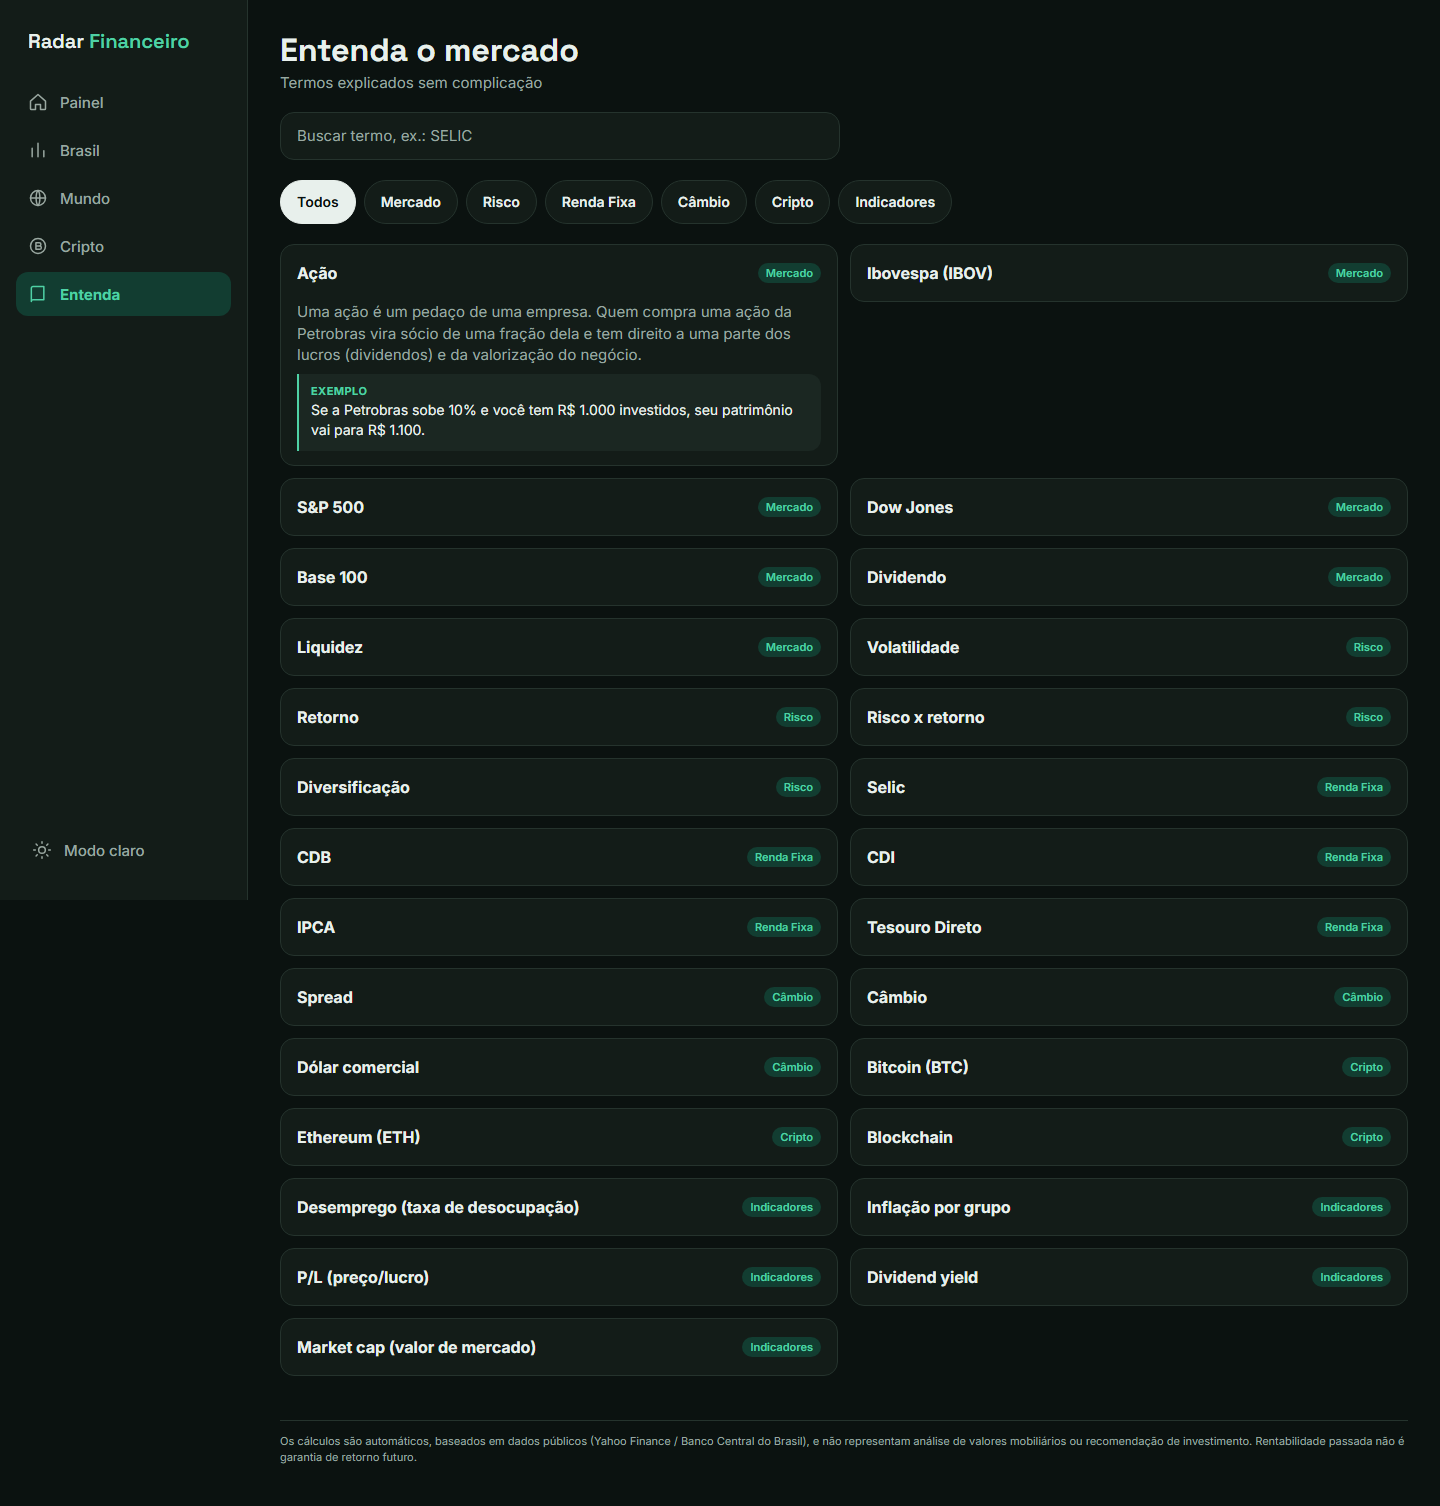 Radar Financeiro
Painel
Brasil
Mundo
Cripto
Entenda
Modo claro
Entenda o mercado
Termos explicados sem complicação
Buscar termo, ex.: SELIC
Todos
Mercado
Risco
Renda Fixa
Câmbio
Cripto
Indicadores
Ação
Mercado
Uma ação é um pedaço de uma empresa. Quem compra uma ação da
Petrobras vira sócio de uma fração dela e tem direito a uma parte dos
lucros (dividendos) e da valorização do negócio.
EXEMPLO
Se a Petrobras sobe 10% e você tem R$ 1.000 investidos, seu patrimônio
vai para R$ 1.100.
Ibovespa (IBOV)
Mercado
S&P 500
Mercado
Dow Jones
Mercado
Base 100
Mercado
Dividendo
Mercado
Liquidez
Mercado
Volatilidade
Risco
Retorno
Risco
Risco x retorno
Risco
Diversificação
Risco
Selic
Renda Fixa
CDB
Renda Fixa
CDI
Renda Fixa
IPCA
Renda Fixa
Tesouro Direto
Renda Fixa
Spread
Câmbio
Câmbio
Câmbio
Dólar comercial
Câmbio
Bitcoin (BTC)
Cripto
Ethereum (ETH)
Cripto
Blockchain
Cripto
Desemprego (taxa de desocupação)
Indicadores
Inflação por grupo
Indicadores
P/L (preço/lucro)
Indicadores
Dividend yield
Indicadores
Market cap (valor de mercado)
Indicadores
Os cálculos são automáticos, baseados em dados públicos (Yahoo Finance / Banco Central do Brasil), e não representam análise de valores mobiliários ou recomendação de investimento. Rentabilidade passada não é
garantia de retorno futuro.